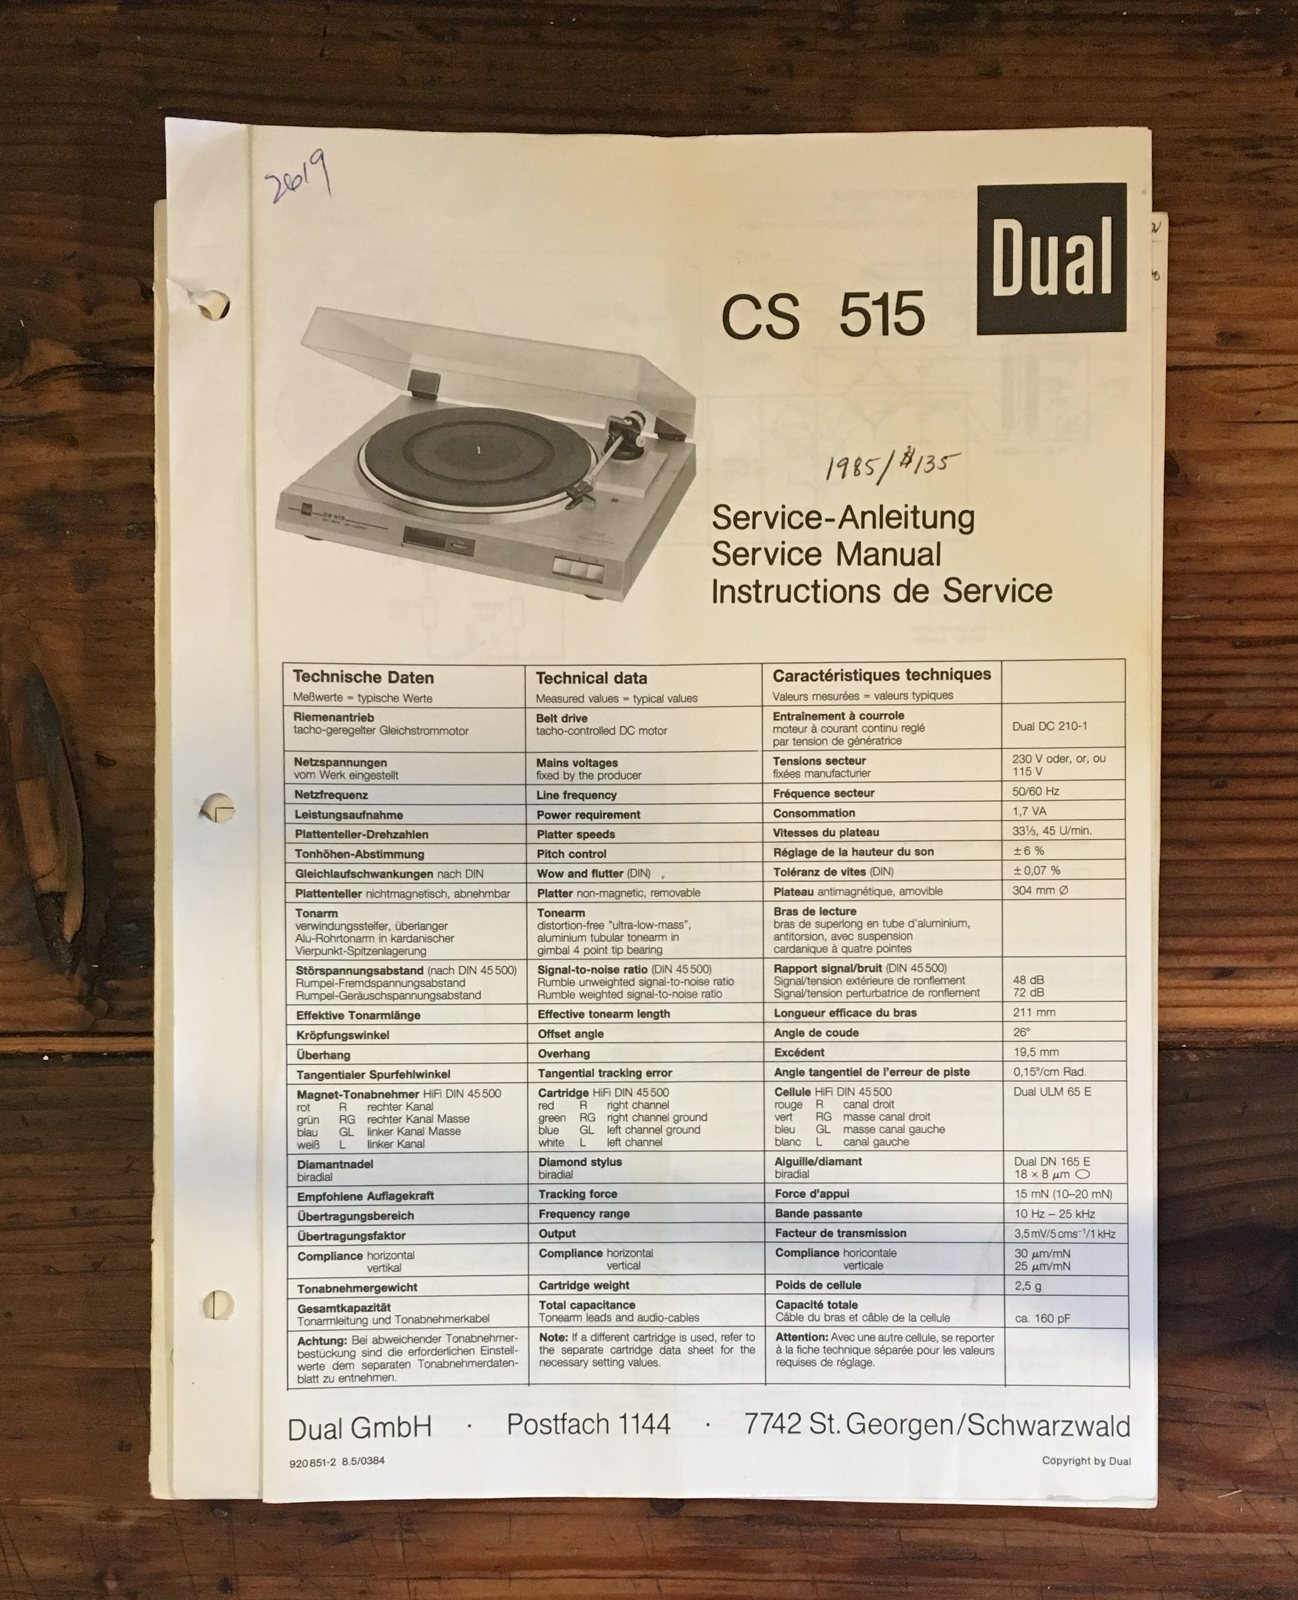 2619
Dual
CS 515
1985/$135
Service-Anleitung
Service Manual
Instructions de Service
Technische Daten
Meßwerte = typische Werte
Technical data
Measured values = typical values
Caractéristiques techniques
Valeurs mesurées = valeurs typiques
Riemenantrieb
tacho-geregelter Gleichstrommotor
Belt drive
tacho-controlled DC motor
Entraînement à courrole
moteur à courant continu reglé
par tension de génératrice
Dual DC 210-1
Netzspannungen
vom Werk eingestellt
Mains voltages
fixed by the producer
Tensions secteur
fixées manufacturier
230 V oder, or, ou
115 V
Netzfrequenz
Line frequency
Fréquence secteur
50/60 Hz
Leistungsaufnahme
Power requirement
Consommation
1,7 VA
Plattenteller-Drehzahlen
Platter speeds
Vitesses du plateau
33⅓, 45 U/min.
Tonhöhen-Abstimmung
Pitch control
Réglage de la hauteur du son
± 6 %
Gleichlaufschwankungen nach DIN
Wow and flutter (DIN)
Toléranz de vites (DIN)
± 0,07 %
Plattenteller nichtmagnetisch, abnehmbar
Platter non-magnetic, removable
Plateau antimagnétique, amovible
304 mm Ø
Tonarm
verwindungssteifer, überlanger
Alu-Rohrtonarm in kardanischer
Vierpunkt-Spitzenlagerung
Tonearm
distortion-free "ultra-low-mass",
aluminium tubular tonearm in
gimbal 4 point tip bearing
Bras de lecture
bras de superlong en tube d'aluminium,
antitorsion, avec suspension
cardanique à quatre pointes
Störspannungsabstand (nach DIN 45 500)
Rumpel-Fremdspannungsabstand
Rumpel-Geräuschspannungsabstand
Signal-to-noise ratio (DIN 45 500)
Rumble unweighted signal-to-noise ratio
Rumble weighted signal-to-noise ratio
Rapport signal/bruit (DIN 45 500)
Signal/tension extérieure de ronflement
Signal/tension perturbatrice de ronflement
48 dB
72 dB
Effektive Tonarmlänge
Effective tonearm length
Longueur efficace du bras
211 mm
Kröpfungswinkel
Offset angle
Angle de coude
26°
Überhang
Overhang
Excédent
19,5 mm
Tangentialer Spurfehlwinkel
Tangential tracking error
Angle tangentiel de l'erreur de piste
0,15°/cm Rad.
Magnet-Tonabnehmer HiFi DIN 45 500
rot R rechter Kanal
grün RG rechter Kanal Masse
blau GL linker Kanal Masse
weiß L linker Kanal
Cartridge HiFi DIN 45 500
red R right channel
green RG right channel ground
blue GL left channel ground
white L left channel
Cellule HiFi DIN 45 500
rouge R canal droit
vert RG masse canal droit
bleu GL masse canal gauche
blanc L canal gauche
Dual ULM 65 E
Diamantnadel
biradial
Diamond stylus
biradial
Aiguille/diamant
biradial
Dual DN 165 E
18 × 8 µm
Empfohlene Auflagekraft
Tracking force
Force d'appui
15 mN (10–20 mN)
Übertragungsbereich
Frequency range
Bande passante
10 Hz – 25 kHz
Übertragungsfaktor
Output
Facteur de transmission
3,5 mV/5 cms⁻¹/1 kHz
Compliance horizontal
vertikal
Compliance horizontal
vertical
Compliance horicontale
verticale
30 µm/mN
25 µm/mN
Tonabnehmergewicht
Cartridge weight
Poids de cellule
2,5 g
Gesamtkapazität
Tonarmleitung und Tonabnehmerkabel
Total capacitance
Tonearm leads and audio-cables
Capacité totale
Câble du bras et câble de la cellule
ca. 160 pF
Achtung: Bei abweichender Tonabnehmer-
bestückung sind die erforderlichen Einstell-
werte dem separaten Tonabnehmerdaten-
blatt zu entnehmen.
Note: If a different cartridge is used, refer to
the separate cartridge data sheet for the
necessary setting values.
Attention: Avec une autre cellule, se reporter
à la fiche technique séparée pour les valeurs
requises de réglage.
Dual GmbH · Postfach 1144 · 7742 St. Georgen/Schwarzwald
920 851-2 8.5/0384
Copyright by Dual